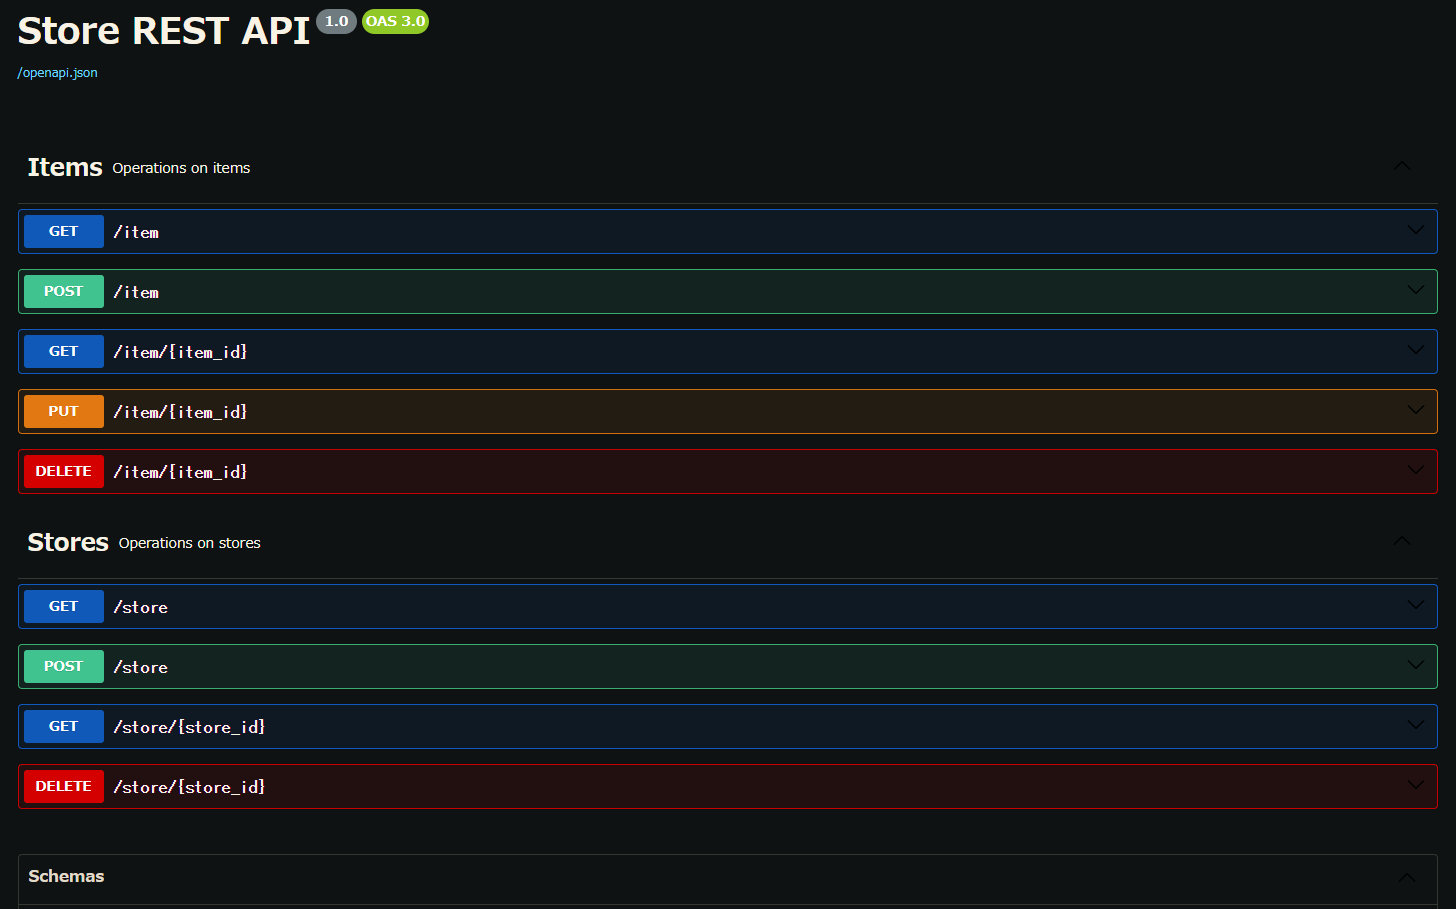 Store REST API 1.0 OAS 3.0
/openapi.json
Items Operations on items
GET /item
POST /item
GET /item/{item_id}
PUT /item/{item_id}
DELETE /item/{item_id}
Stores Operations on stores
GET /store
POST /store
GET /store/{store_id}
DELETE /store/{store_id}
Schemas